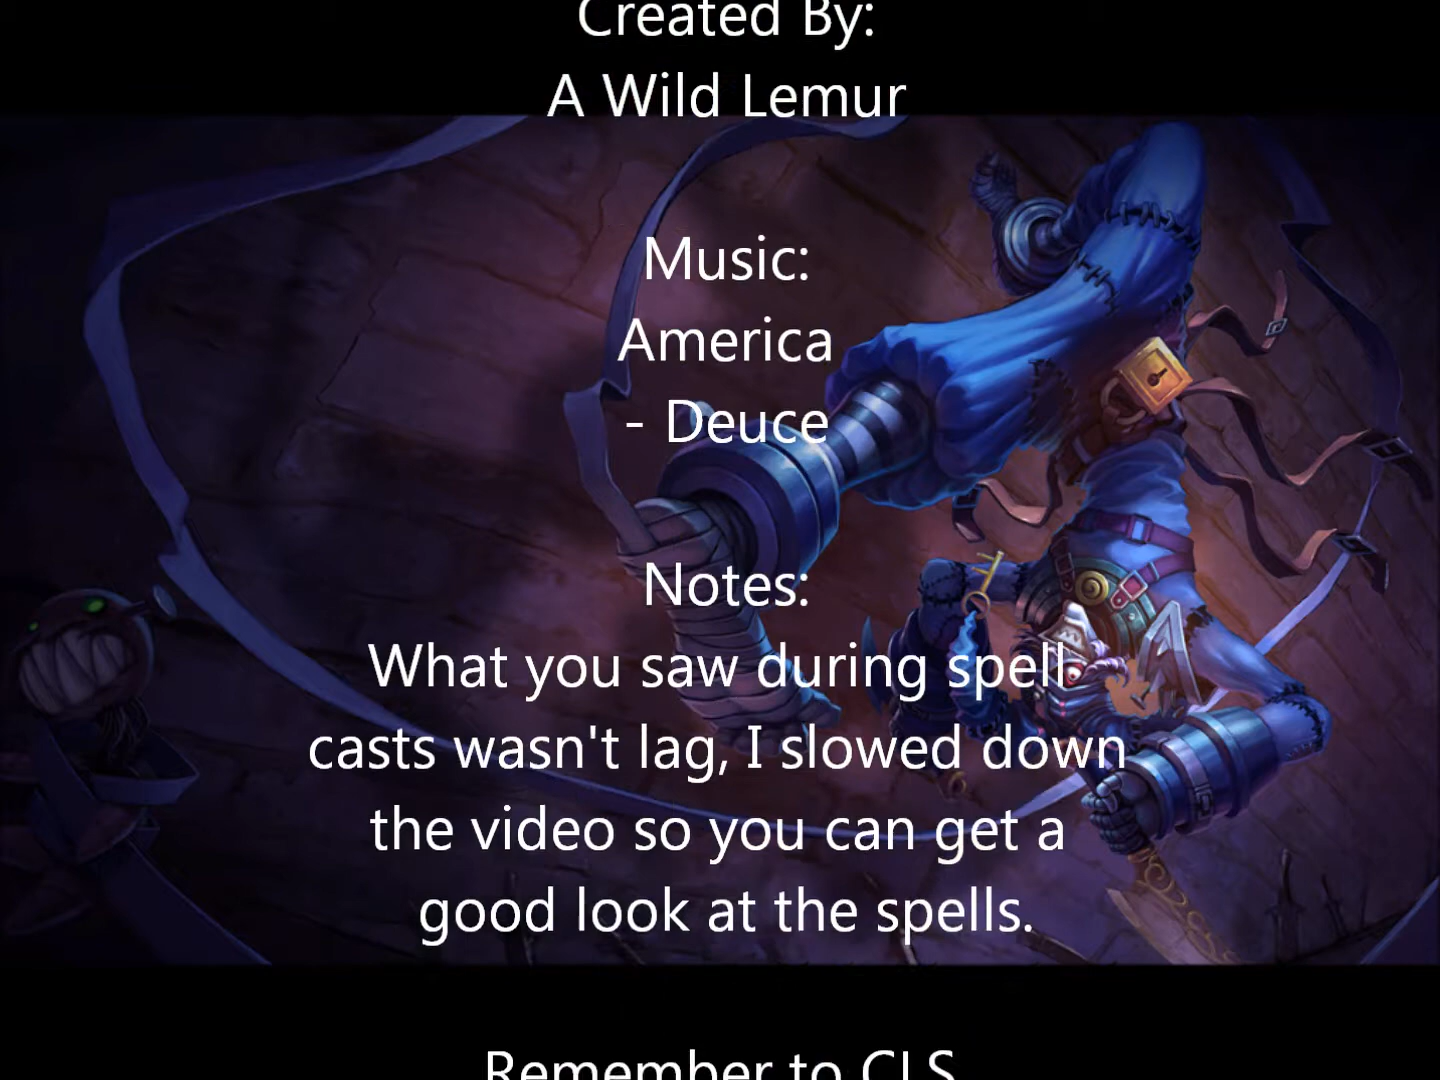 Created By:
A Wild Lemur
Music:
America
- Deuce
Notes:
What you saw during spell
casts wasn't lag, I slowed down
the video so you can get a
good look at the spells.
Remember to CLS